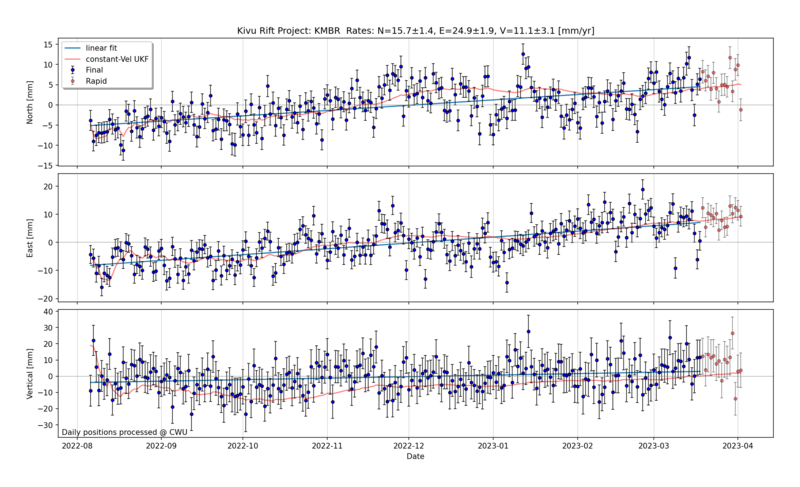 Kivu Rift Project: KMBR Rates: N=15.7±1.4, E=24.9±1.9, V=11.1±3.1 [mm/yr]
linear fit
constant-Vel UKF
Final
Rapid
North [mm]
15
10
5
0
−5
−10
−15
East [mm]
20
10
0
−10
−20
Vertical [mm]
40
30
20
10
0
−10
−20
−30
Daily positions processed @ CWU
2022-08
2022-09
2022-10
2022-11
2022-12
2023-01
2023-02
2023-03
2023-04
Date